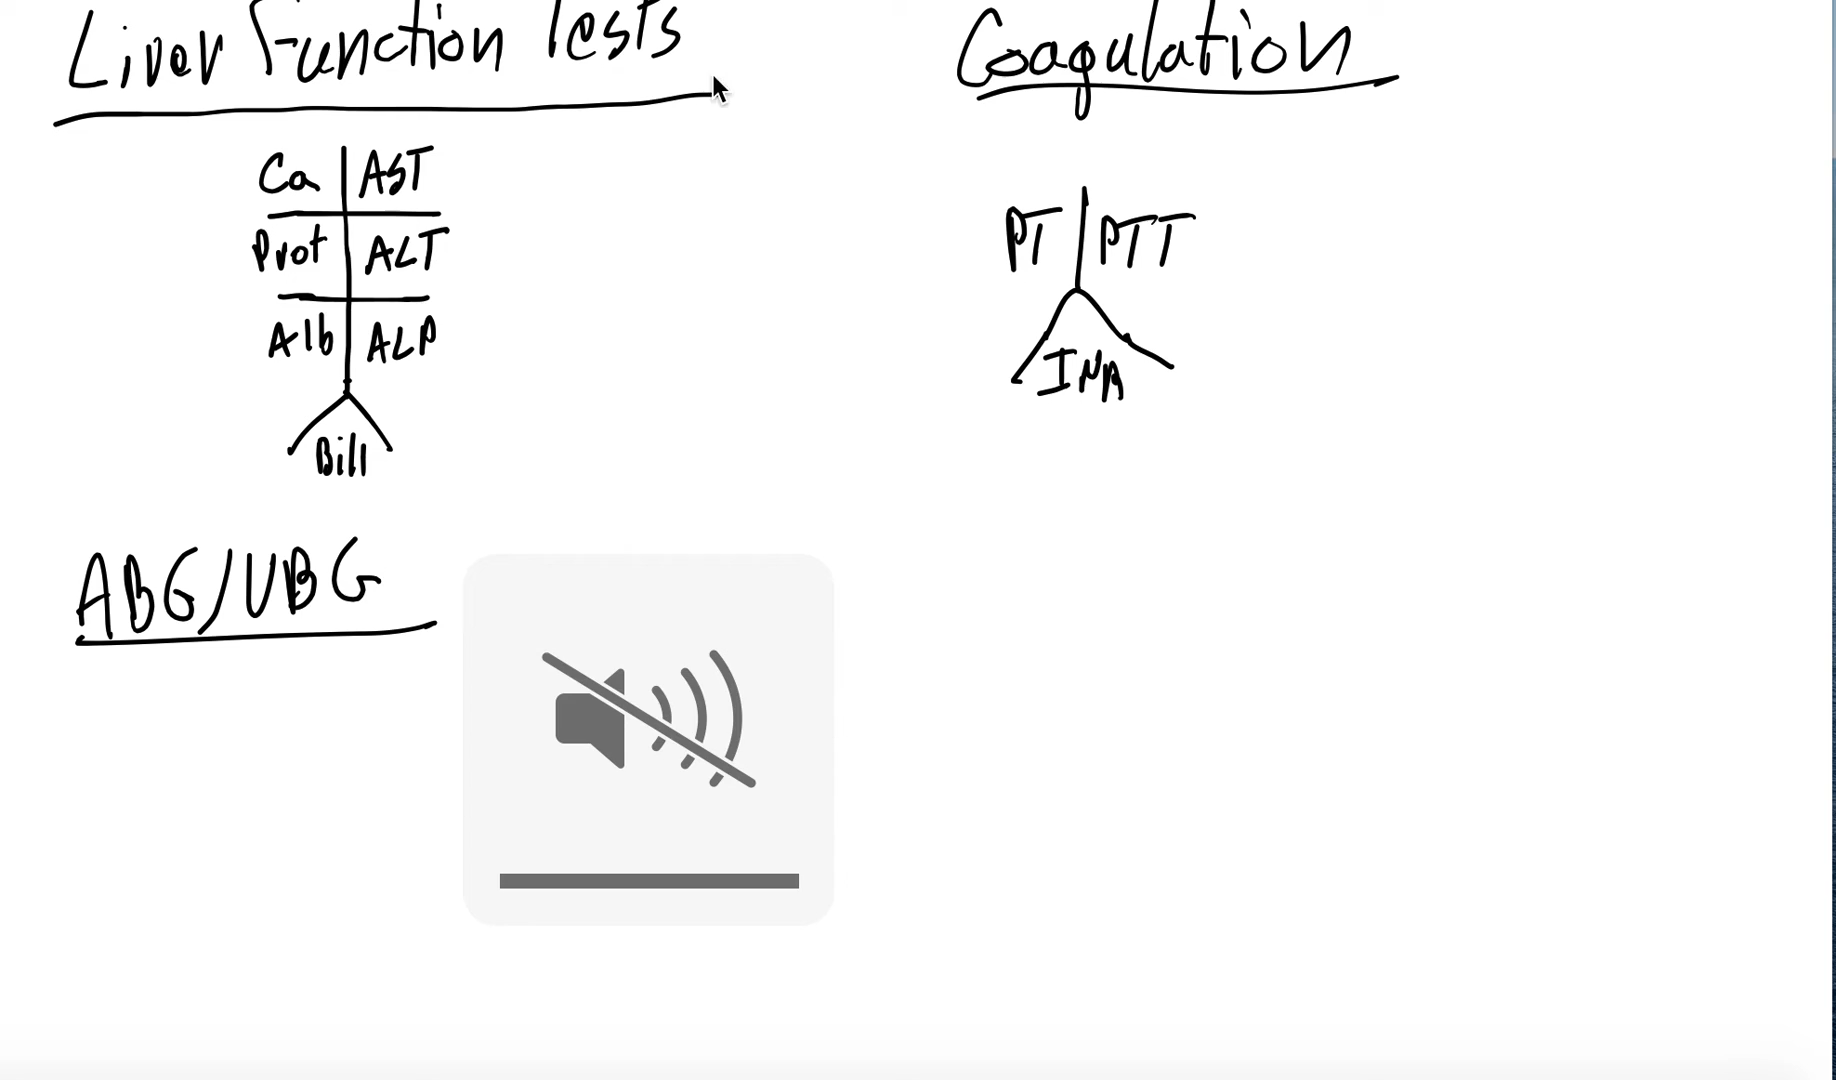 Liver Function Tests
Ca AST
Prot ALT
Alb ALP
Bili
Coagulation
PT PTT
INR
ABG/VBG